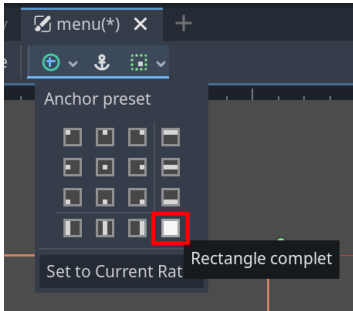 menu(*)
Anchor preset
Rectangle complet
Set to Current Rat